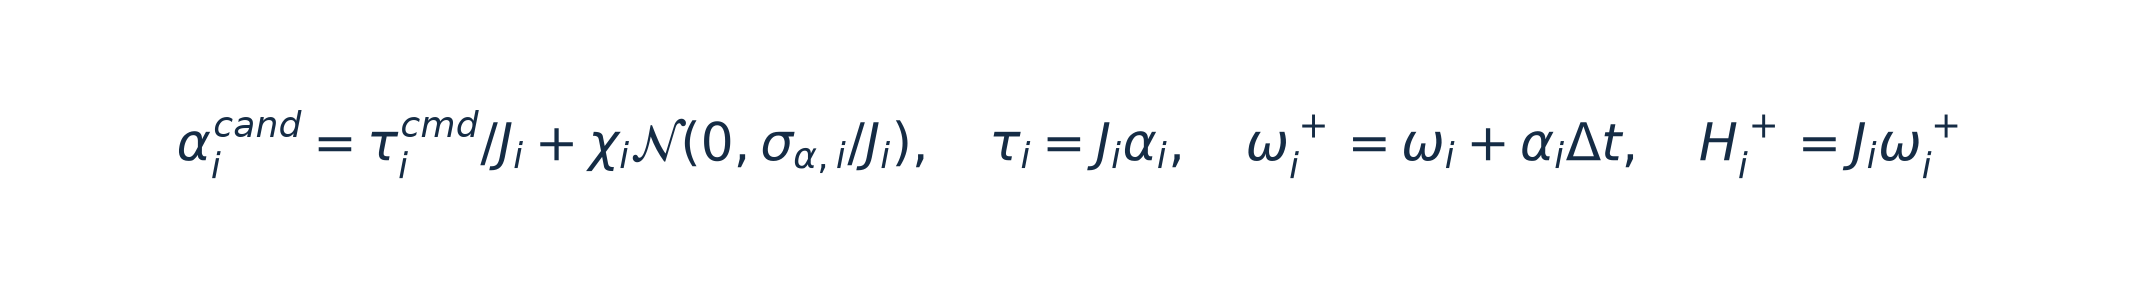 α_i^{cand} = τ_i^{cmd}/J_i + χ_i𝒩(0, σ_{α, i}/J_i),  τ_i = J_iα_i,  ω_i^+ = ω_i + α_iΔt,  H_i^+ = J_iω_i^+